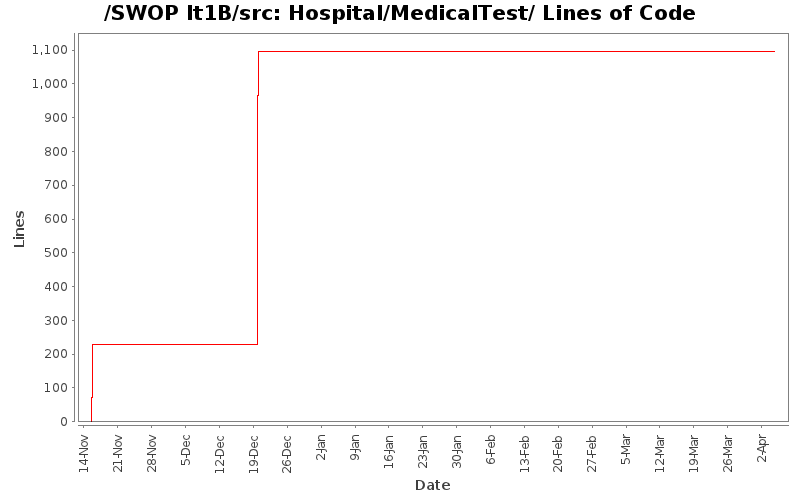 /SWOP It1B/src: Hospital/MedicalTest/ Lines of Code
1,100
1,000
900
800
700
600
500
400
300
200
100
0
Lines
14-Nov
21-Nov
28-Nov
5-Dec
12-Dec
19-Dec
26-Dec
2-Jan
9-Jan
16-Jan
23-Jan
30-Jan
6-Feb
13-Feb
20-Feb
27-Feb
5-Mar
12-Mar
19-Mar
26-Mar
2-Apr
Date